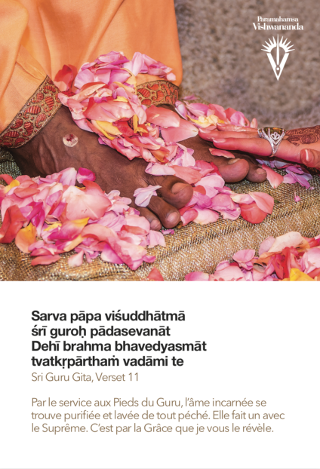 Paramahamsa
Vishwananda
Sarva pāpa viśuddhātmā
śrī guroḥ pādasevanāt
Dehī brahma bhavedyasmāt
tvatkṛpārthaṁ vadāmi te
Sri Guru Gita, Verset 11
Par le service aux Pieds du Guru, l’âme incarnée se
trouve purifiée et lavée de tout péché. Elle fait un avec
le Suprême. C’est par la Grâce que je vous le révèle.